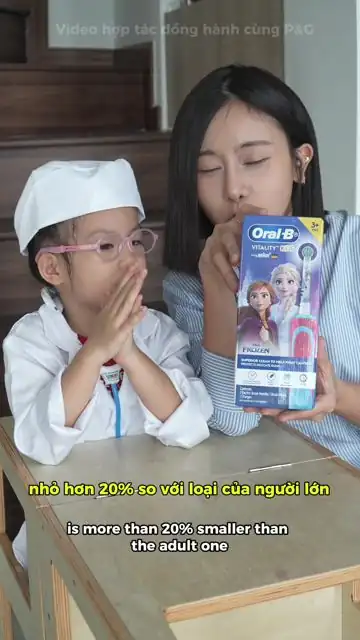 Video hợp tác đồng hành cùng P&G
Oral-B
VITALITY
3+
FROZEN
nhỏ hơn 20% so với loại của người lớn
is more than 20% smaller than
the adult one